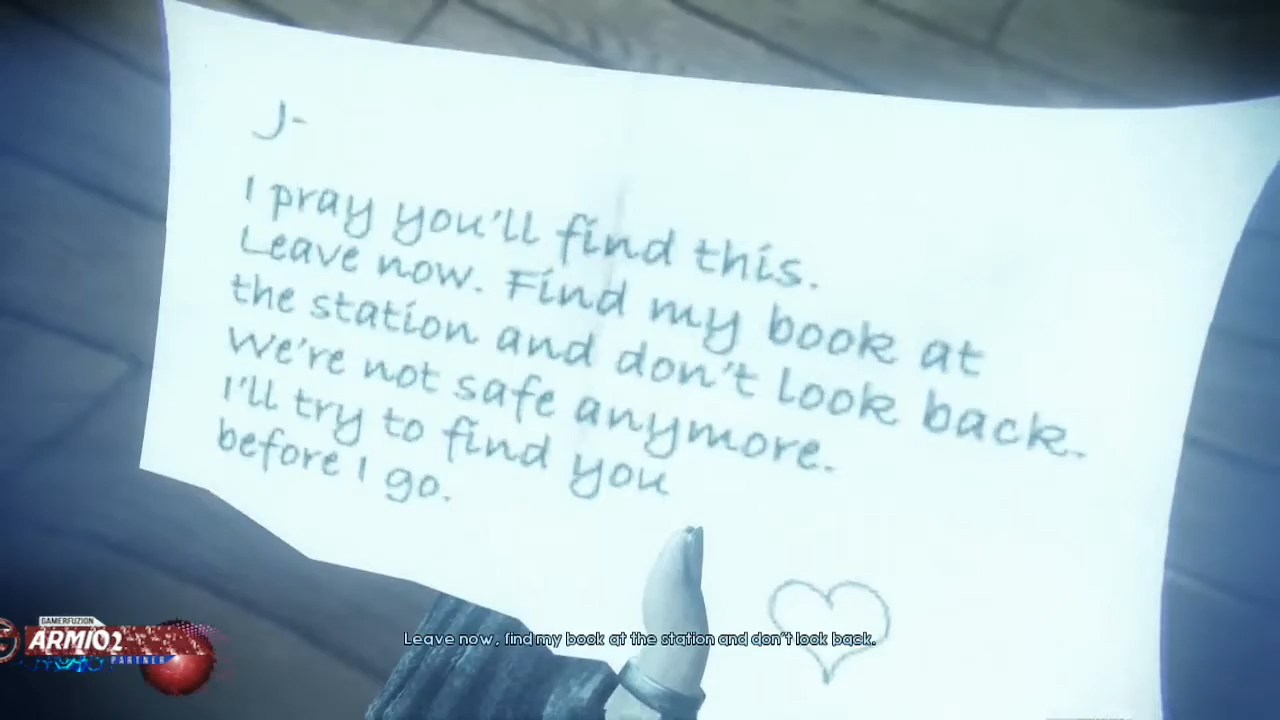 J-
I pray you'll find this.
Leave now. Find my book at
the station and don't look back.
We're not safe anymore.
I'll try to find you
before I go.
Leave now, find my book at the station and don't look back.
GAMERFUZION
ARMIO2
PARTNER